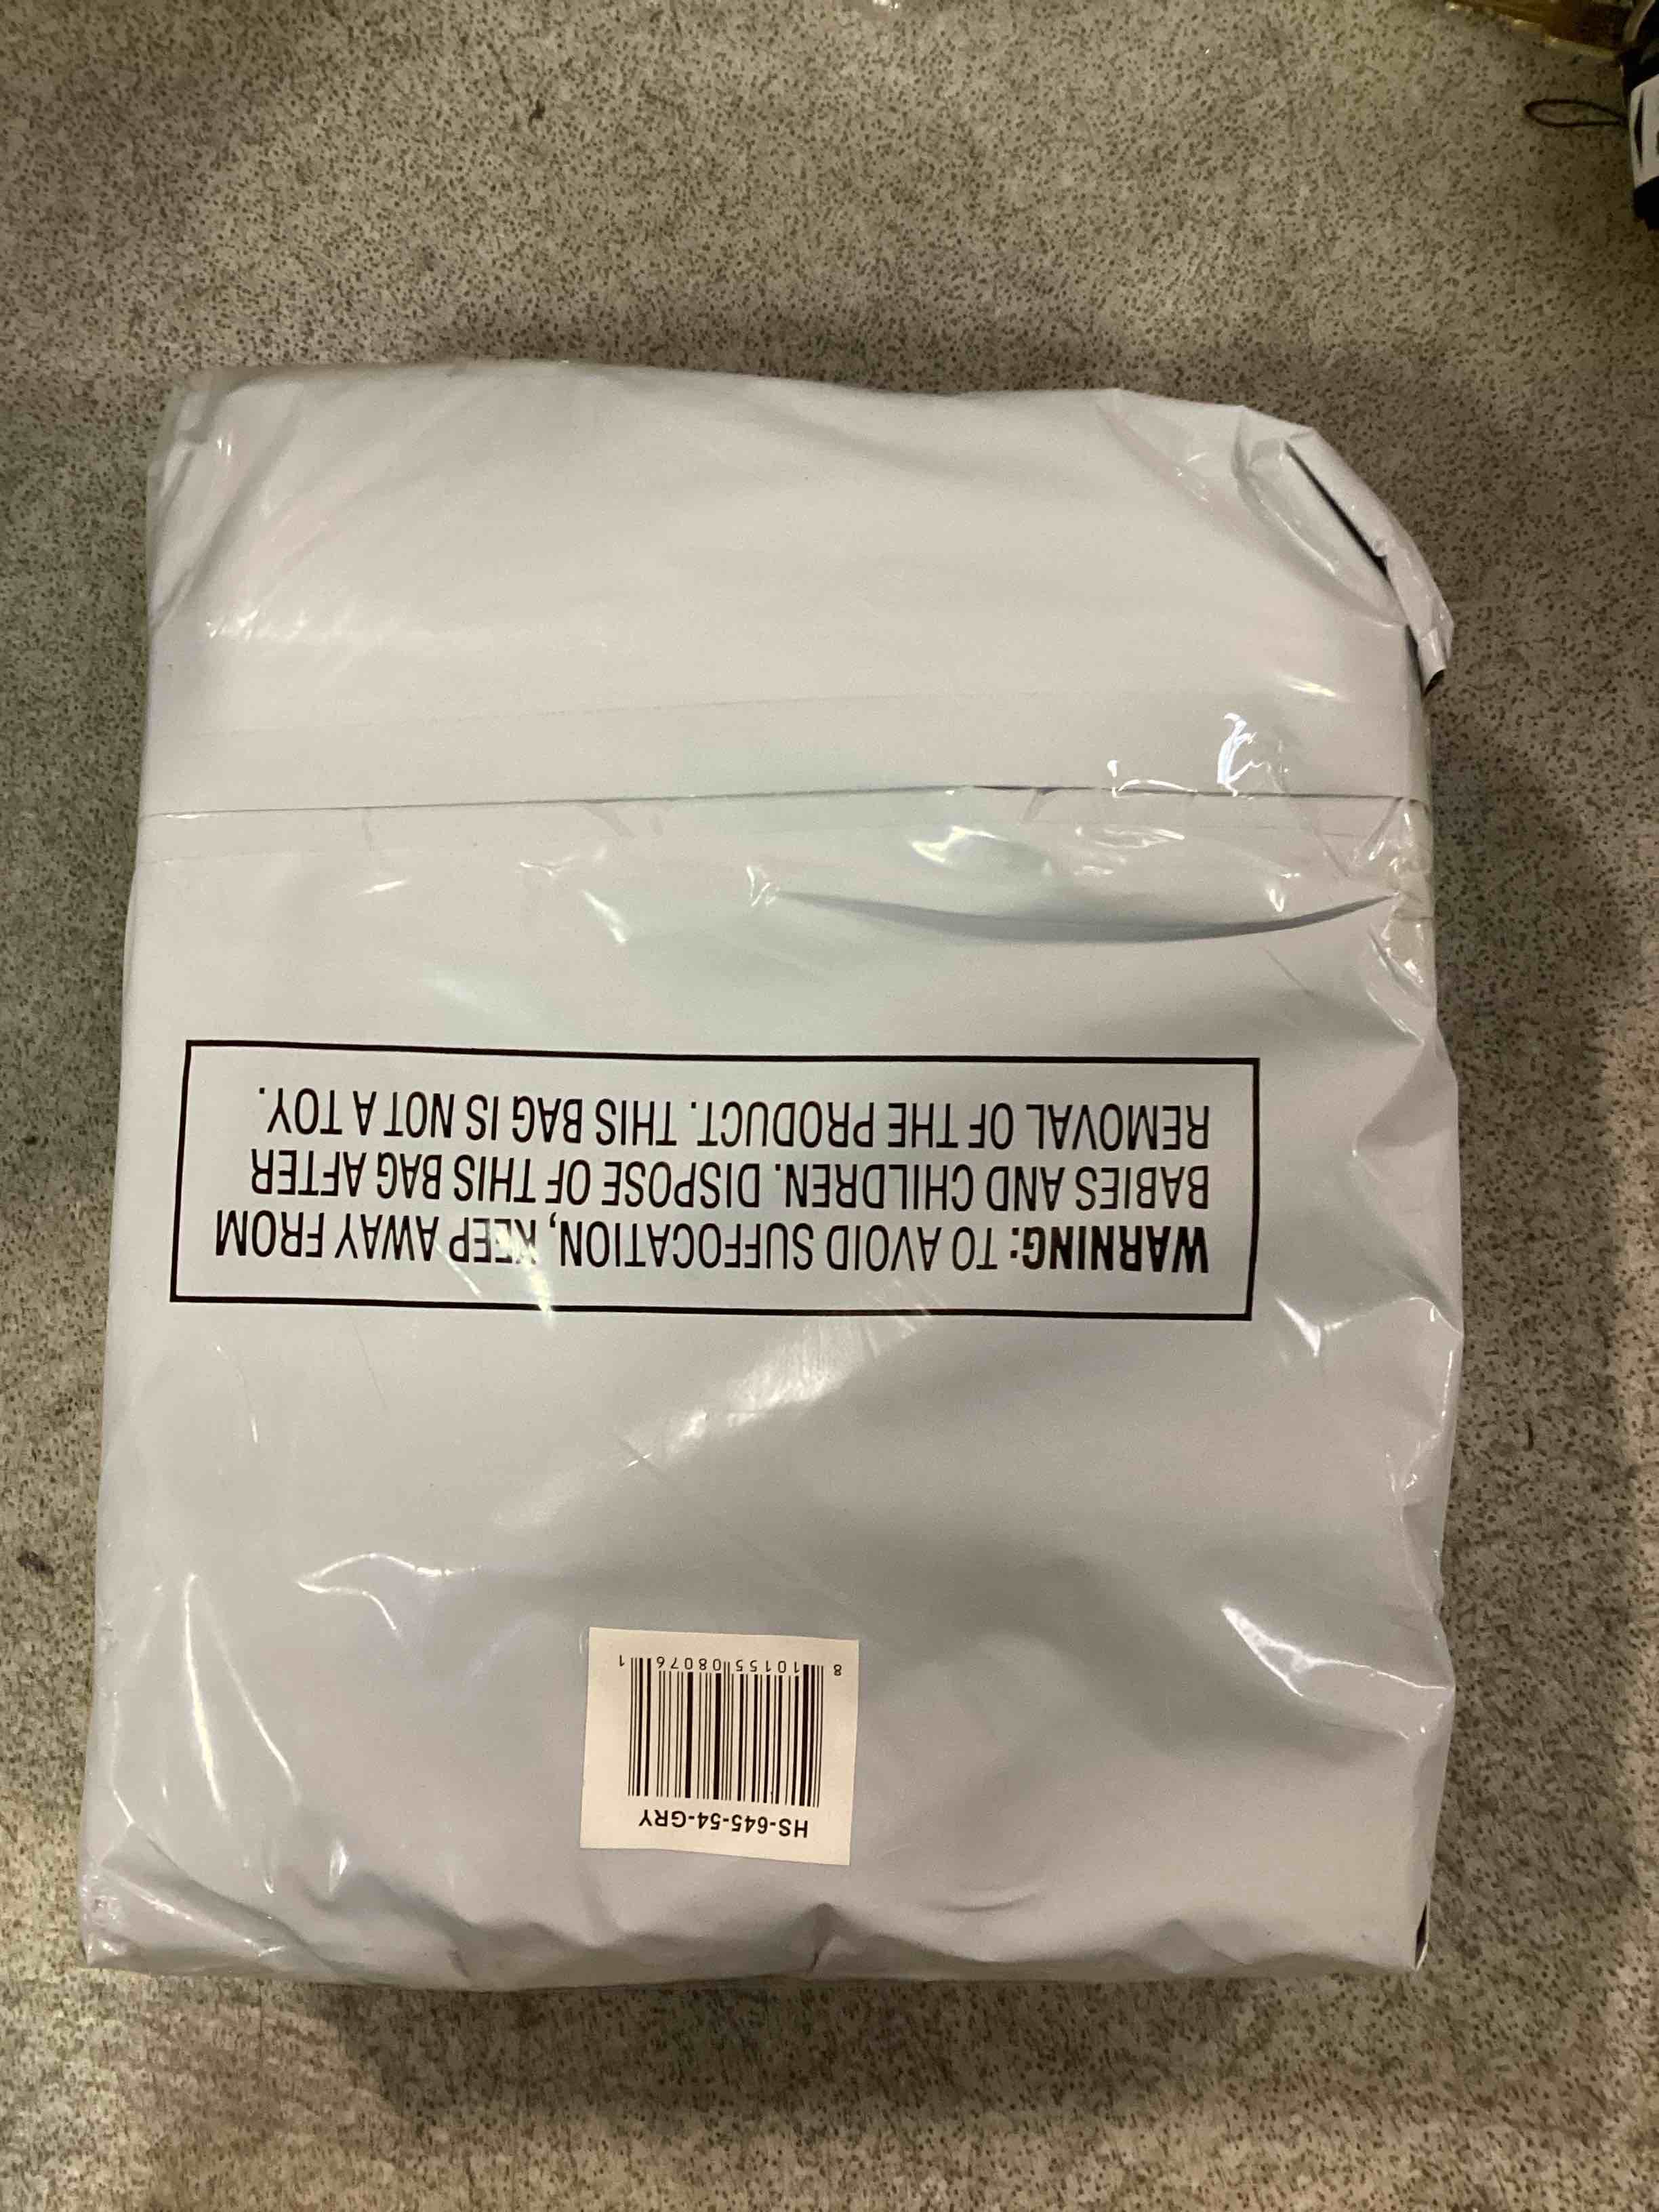 HS-645-54-GRY
8 10155 08076 1
WARNING: TO AVOID SUFFOCATION, KEEP AWAY FROM
BABIES AND CHILDREN. DISPOSE OF THIS BAG AFTER
REMOVAL OF THE PRODUCT. THIS BAG IS NOT A TOY.